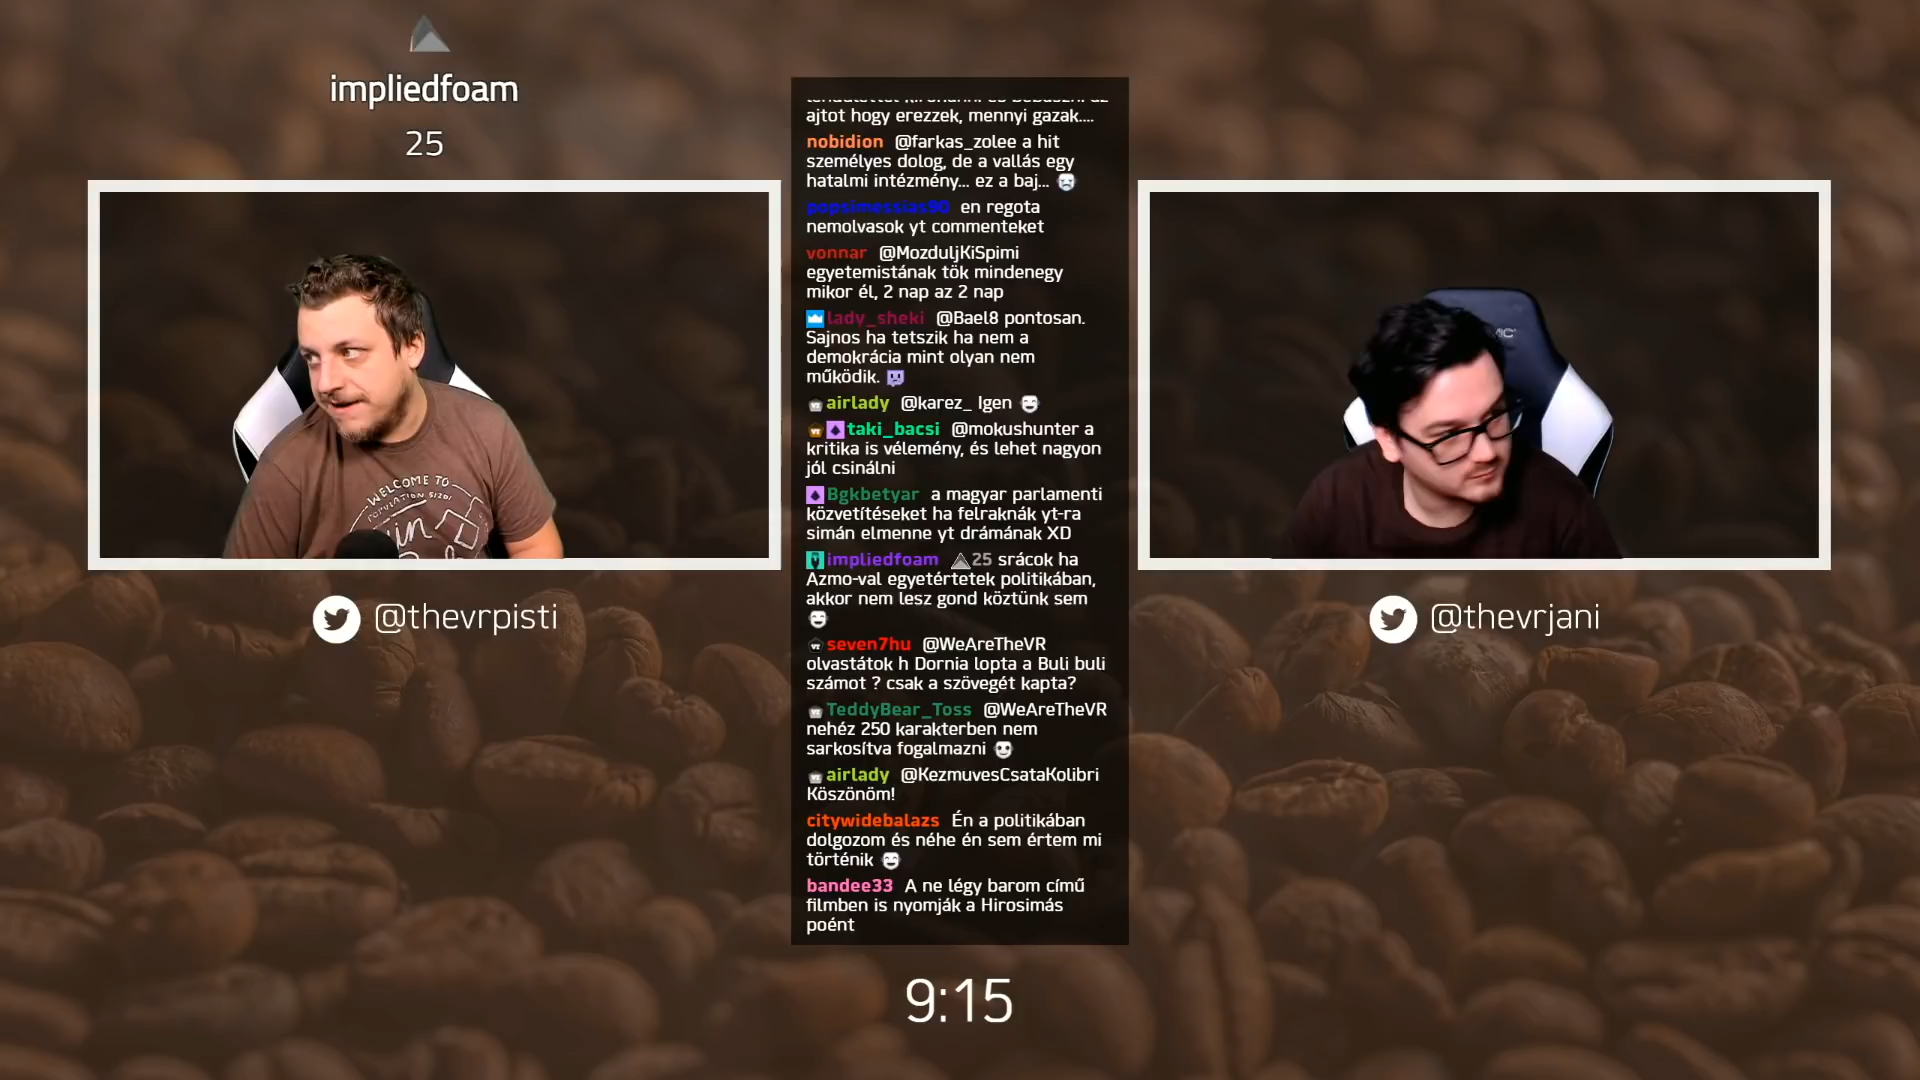 impliedfoam
25
ajtot hogy erezzek, mennyi gazak....
nobidion @farkas_zolee a hit
személyes dolog, de a vallás egy
hatalmi intézmény... ez a baj...
popsimessias90 en regota
nemolvasok yt commenteket
vonnar @MozduljKiSpimi
egyetemistának tök mindenegy
mikor él, 2 nap az 2 nap
lady_sheki @Bael8 pontosan.
Sajnos ha tetszik ha nem a
demokrácia mint olyan nem
működik.
airlady @karez_ Igen
taki_bacsi @mokushunter a
kritika is vélemény, és lehet nagyon
jól csinálni
Bgkbetyar a magyar parlamenti
közvetítéseket ha felraknák yt-ra
simán elmenne yt drámának XD
impliedfoam 25 srácok ha
Azmo-val egyetértetek politikában,
akkor nem lesz gond köztünk sem
seven7hu @WeAreTheVR
olvastátok h Dornia lopta a Buli buli
számot ? csak a szövegét kapta?
TeddyBear_Toss @WeAreTheVR
nehéz 250 karakterben nem
sarkosítva fogalmazni
airlady @KezmuvesCsataKolibri
Köszönöm!
citywidebalazs Én a politikában
dolgozom és néhe én sem értem mi
történik
bandee33 A ne légy barom című
filmben is nyomják a Hirosimás
poént
WELCOME TO
@thevrpisti
@thevrjani
9:15